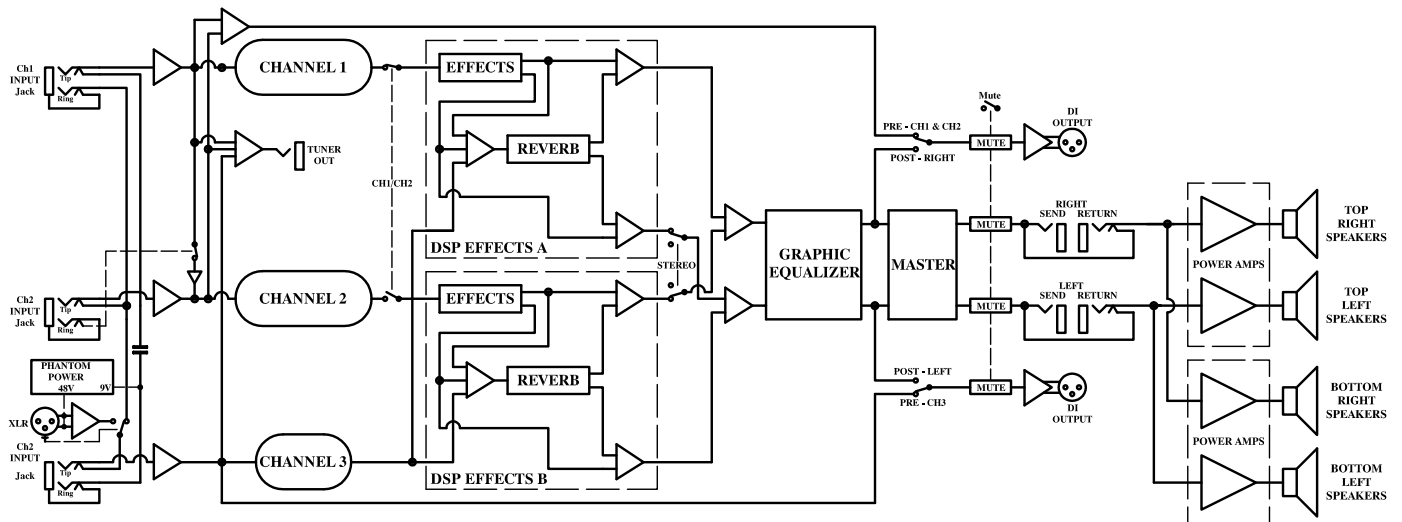 Ch1
INPUT
Jack
Tip
Ring
CHANNEL 1
TUNER
OUT
CH1/CH2
EFFECTS
REVERB
DSP EFFECTS A
Ch2
INPUT
Jack
Tip
Ring
CHANNEL 2
EFFECTS
REVERB
DSP EFFECTS B
STEREO
PHANTOM
POWER
48V 9V
XLR
Ch2
INPUT
Jack
Tip
Ring
CHANNEL 3
GRAPHIC
EQUALIZER
MASTER
PRE - CH1 & CH2
POST - RIGHT
POST - LEFT
PRE - CH3
Mute
MUTE
MUTE
MUTE
MUTE
DI
OUTPUT
RIGHT
SEND RETURN
LEFT
SEND RETURN
DI
OUTPUT
POWER AMPS
POWER AMPS
TOP
RIGHT
SPEAKERS
TOP
LEFT
SPEAKERS
BOTTOM
RIGHT
SPEAKERS
BOTTOM
LEFT
SPEAKERS